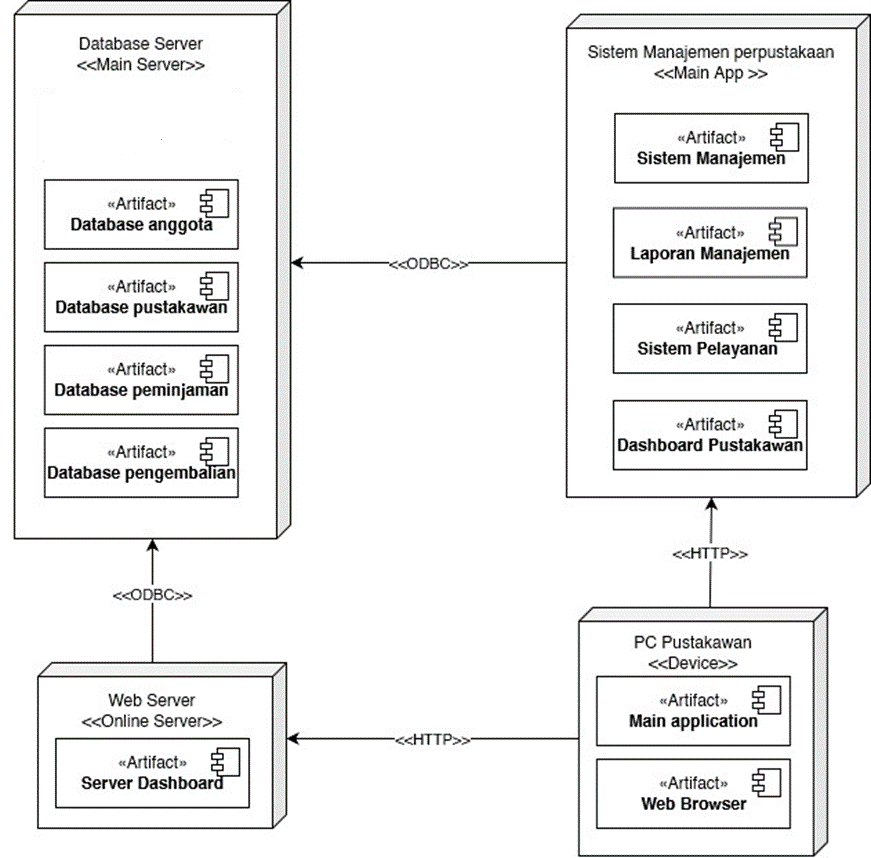 Database Server
<<Main Server>>
«Artifact»
Database anggota
«Artifact»
Database pustakawan
«Artifact»
Database peminjaman
«Artifact»
Database pengembalian
<<ODBC>>
Sistem Manajemen perpustakaan
<<Main App >>
«Artifact»
Sistem Manajemen
«Artifact»
Laporan Manajemen
«Artifact»
Sistem Pelayanan
«Artifact»
Dashboard Pustakawan
<<ODBC>>
<<HTTP>>
Web Server
<<Online Server>>
«Artifact»
Server Dashboard
<<HTTP>>
PC Pustakawan
<<Device>>
«Artifact»
Main application
«Artifact»
Web Browser